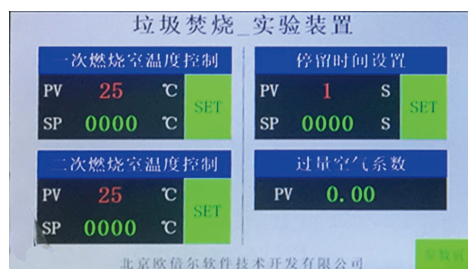 垃圾焚烧_实验装置
一次燃烧室温度控制
PV 25 ℃
SP 0000 ℃
SET
停留时间设置
PV 1 S
SP 0000 S
SET
二次燃烧室温度控制
PV 25 ℃
SP 0000 ℃
SET
过量空气系数
PV 0.00
北京欧倍尔软件技术开发有限公司